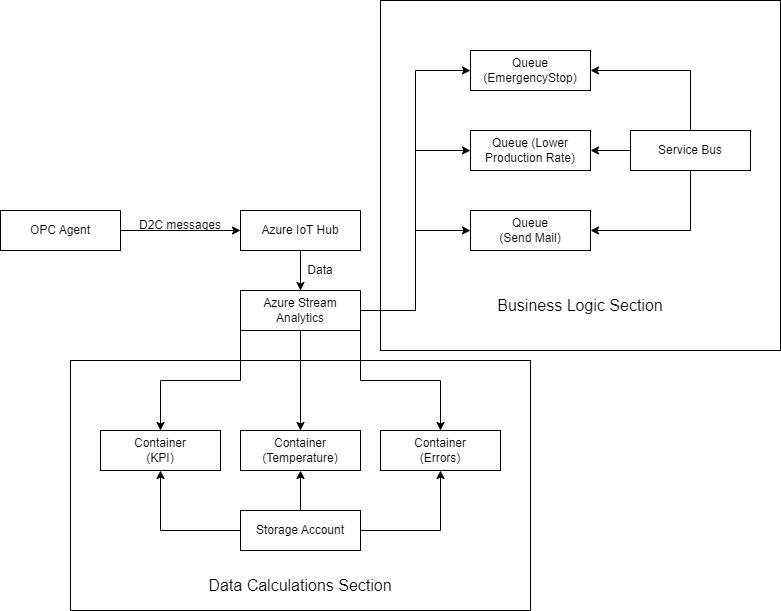 Queue
(EmergencyStop)
Queue (Lower
Production Rate)
Service Bus
Queue
(Send Mail)
Business Logic Section
OPC Agent
D2C messages
Azure IoT Hub
Data
Azure Stream
Analytics
Container
(KPI)
Container
(Temperature)
Container
(Errors)
Storage Account
Data Calculations Section